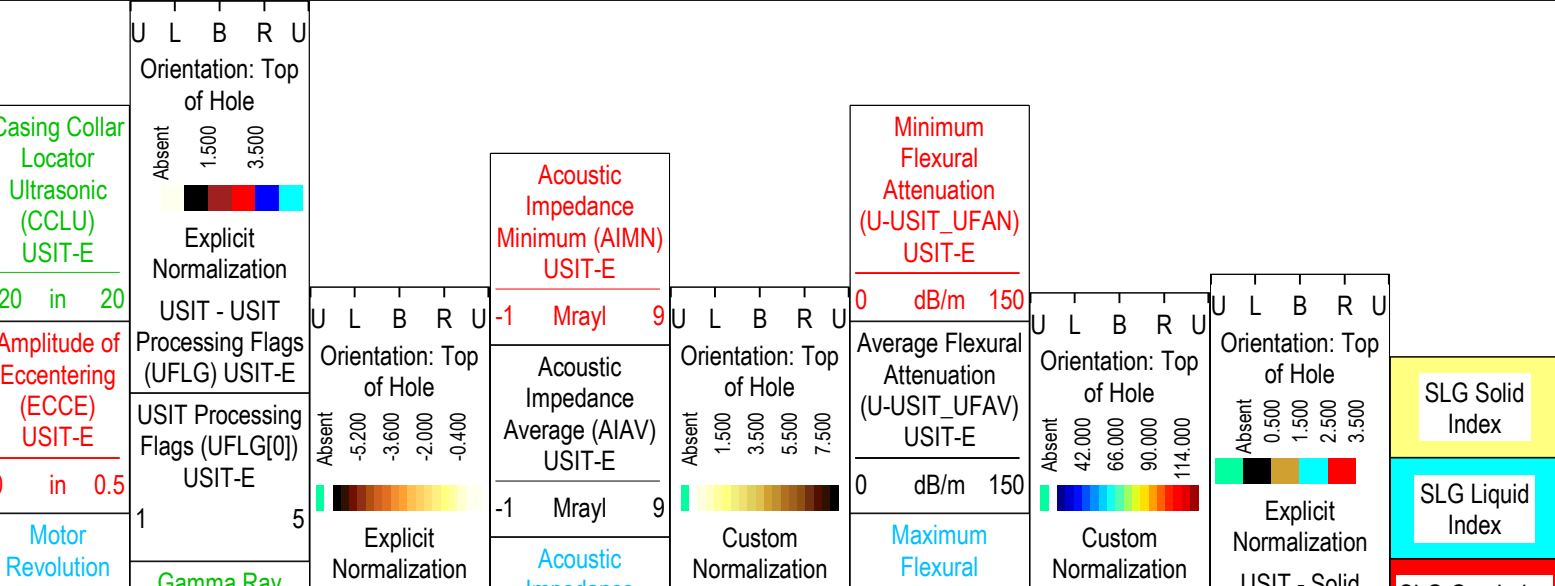 Casing Collar
Locator
Ultrasonic
(CCLU)
USIT-E
20 in 20
Amplitude of
Eccentering
(ECCE)
USIT-E
0 in 0.5
Motor
Revolution
U L B R U
Orientation: Top
of Hole
Absent
1.500
3.500
Explicit
Normalization
USIT - USIT
Processing Flags
(UFLG) USIT-E
USIT Processing
Flags (UFLG[0])
USIT-E
1 5
Gamma Ray
U L B R U
Orientation: Top
of Hole
Absent
-5.200
-3.600
-2.000
-0.400
Explicit
Normalization
Acoustic
Impedance
Minimum (AIMN)
USIT-E
-1 Mrayl 9
Acoustic
Impedance
Average (AIAV)
USIT-E
-1 Mrayl 9
Acoustic
Impedance
U L B R U
Orientation: Top
of Hole
Absent
1.500
3.500
5.500
7.500
Custom
Normalization
Minimum
Flexural
Attenuation
(U-USIT_UFAN)
USIT-E
0 dB/m 150
Average Flexural
Attenuation
(U-USIT_UFAV)
USIT-E
0 dB/m 150
Maximum
Flexural
U L B R U
Orientation: Top
of Hole
Absent
42.000
66.000
90.000
114.000
Custom
Normalization
U L B R U
Orientation: Top
of Hole
Absent
0.500
1.500
2.500
3.500
Explicit
Normalization
USIT - Solid
SLG Solid
Index
SLG Liquid
Index